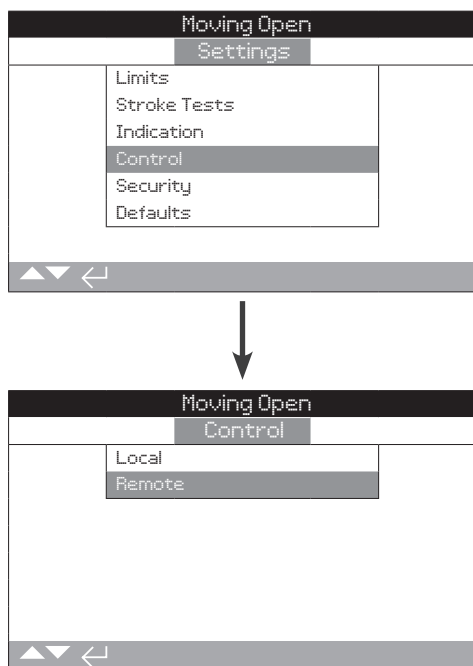 Moving Open
Settings
Limits
Stroke Tests
Indication
Control
Security
Defaults
Moving Open
Control
Local
Remote